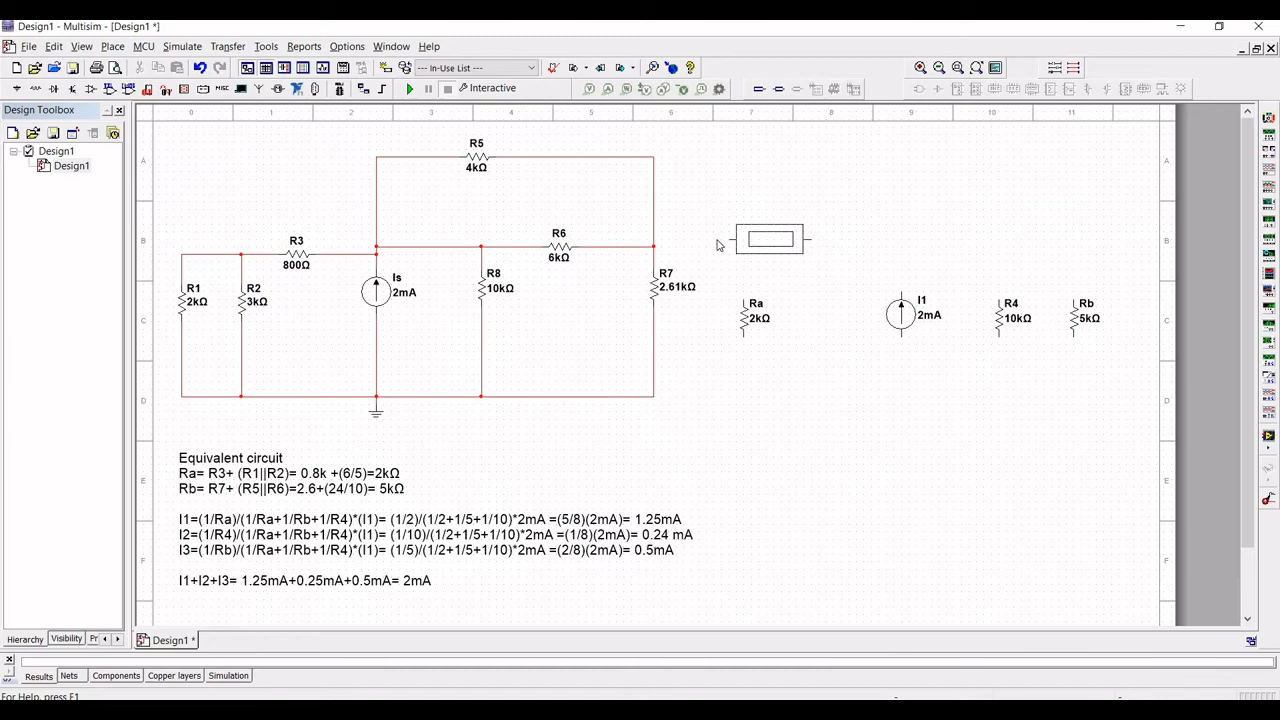 Design1 - Multisim - [Design1 *]
File Edit View Place MCU Simulate Transfer Tools Reports Options Window Help
--- In-Use List ---
Interactive
Design Toolbox
Design1
Design1
0 1 2 3 4 5 6 7 8 9 10 11
A
B
C
D
E
F
A
B
C
D
E
F
R5
4kΩ
R3
800Ω
R6
6kΩ
R1
2kΩ
R2
3kΩ
Is
2mA
R8
10kΩ
R7
2.61kΩ
Ra
2kΩ
I1
2mA
R4
10kΩ
Rb
5kΩ
Equivalent circuit
Ra= R3+ (R1||R2)= 0.8k +(6/5)=2kΩ
Rb= R7+ (R5||R6)=2.6+(24/10)= 5kΩ
I1=(1/Ra)/(1/Ra+1/Rb+1/R4)*(I1)= (1/2)/(1/2+1/5+1/10)*2mA =(5/8)(2mA)= 1.25mA
I2=(1/R4)/(1/Ra+1/Rb+1/R4)*(I1)= (1/10)/(1/2+1/5+1/10)*2mA =(1/8)(2mA)= 0.24 mA
I3=(1/Rb)/(1/Ra+1/Rb+1/R4)*(I1)= (1/5)/(1/2+1/5+1/10)*2mA =(2/8)(2mA)= 0.5mA
I1+I2+I3= 1.25mA+0.25mA+0.5mA= 2mA
Hierarchy Visibility Pr
Design1 *
Results Nets Components Copper layers Simulation
For Help, press F1